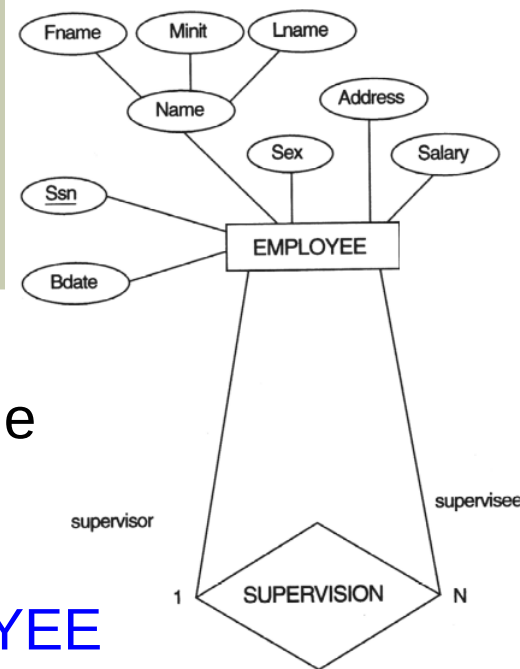 Fname Minit Lname
Name
Address
Sex
Salary
Ssn
EMPLOYEE
Bdate
e
supervisor
supervisee
1 SUPERVISION N
YEE